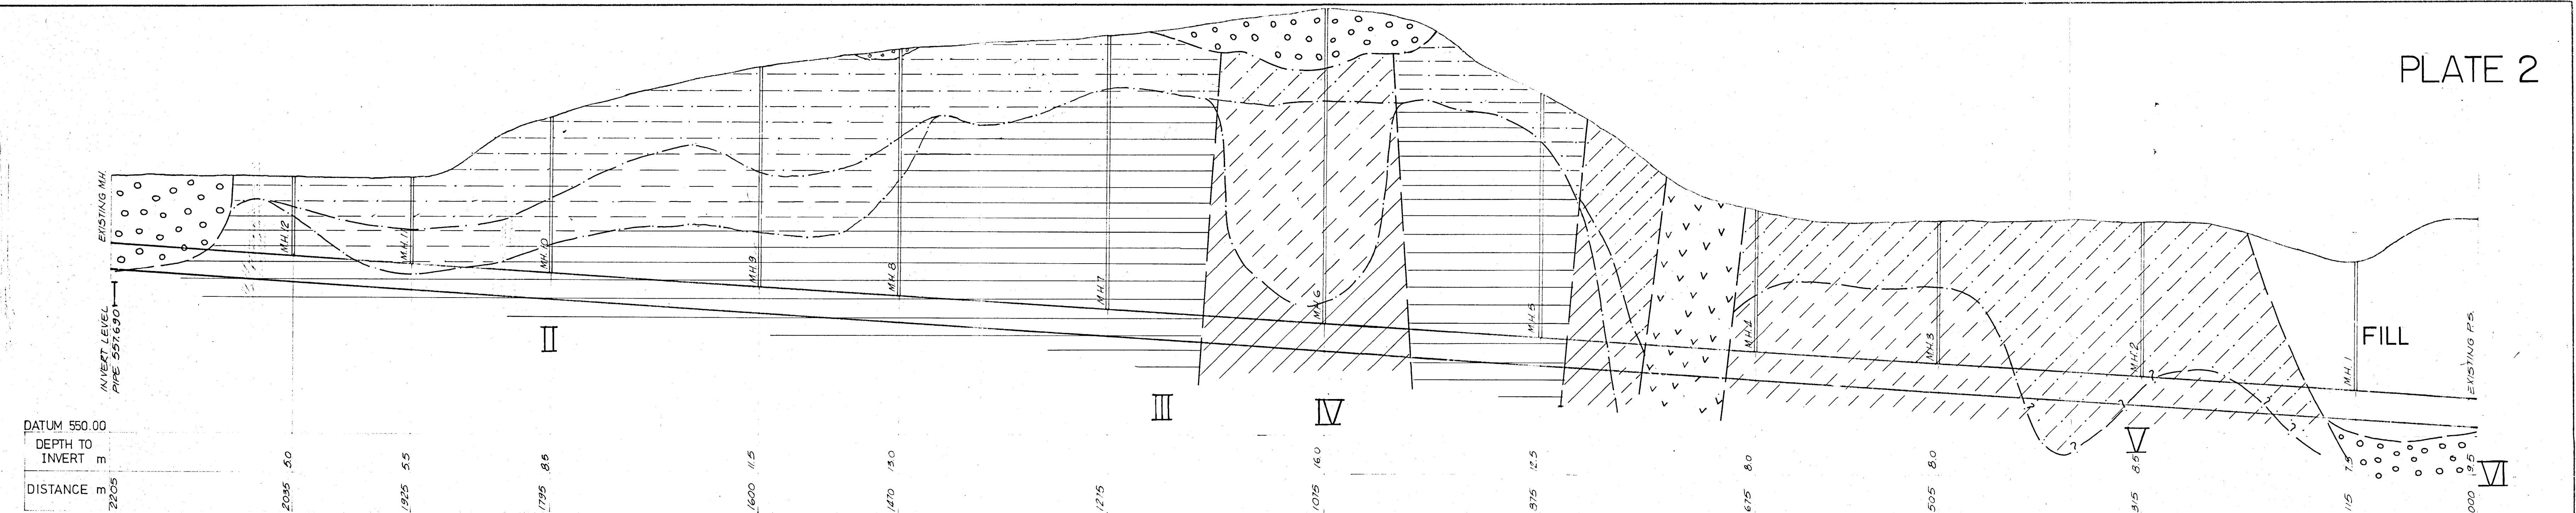 PLATE 2
EXISTING M.H.
M.H. 12
M.H. 11
M.H. 10
M.H. 9
M.H. 8
M.H. 7
M.H. 6
M.H. 5
M.H. 4
M.H. 3
M.H. 2
M.H. 1
FILL
EXISTING P.S.
INVERT LEVEL
PIPE 557.690
II
III
IV
V
VI
DATUM 550.00
DEPTH TO
INVERT m
5.0
5.5
8.5
11.5
13.0
16.0
12.5
8.0
8.0
8.5
7.5
9.5
DISTANCE m
2205
2035
1925
1795
1600
1470
1275
1075
875
675
505
315
115
000